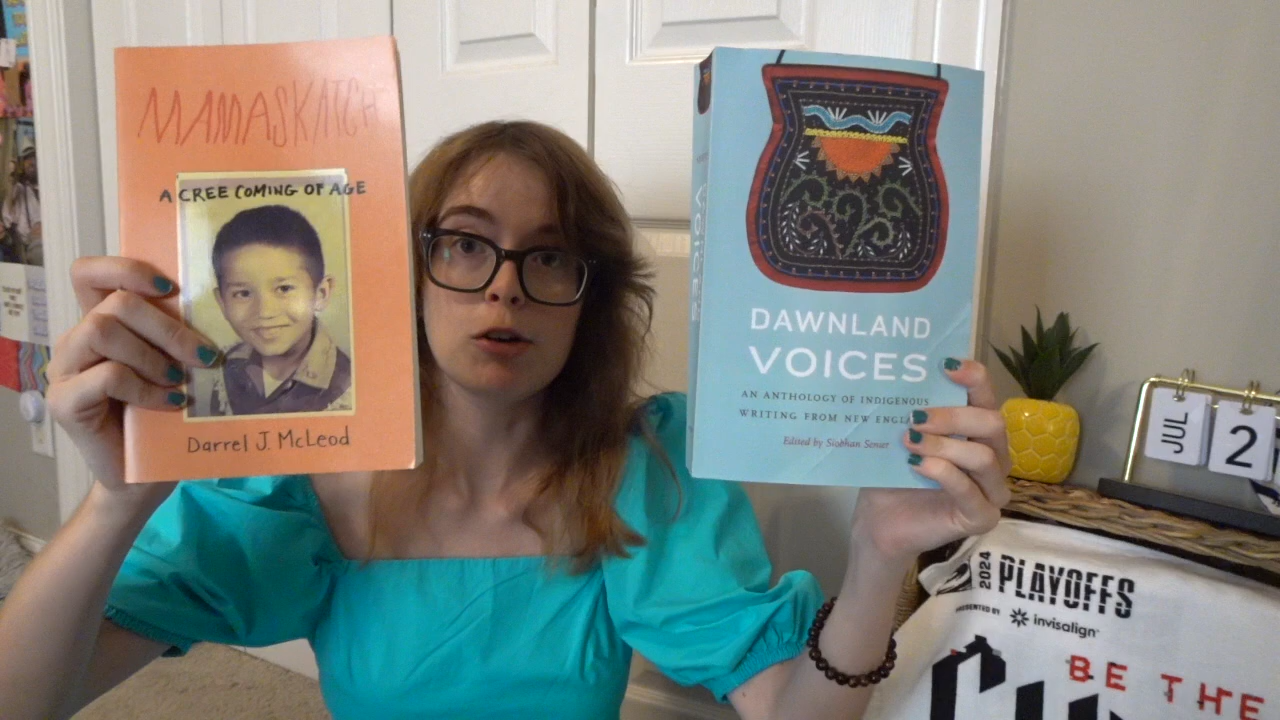 MAMASKATCH
A CREE COMING OF AGE
Darrel J. McLeod
VOICES
DAWNLAND
VOICES
AN ANTHOLOGY OF INDIGENOUS
WRITING FROM NEW
Edited by Siobhan Senier
JUL
2
2024
PLAYOFFS
PRESENTED BY
invisalign
BE THE